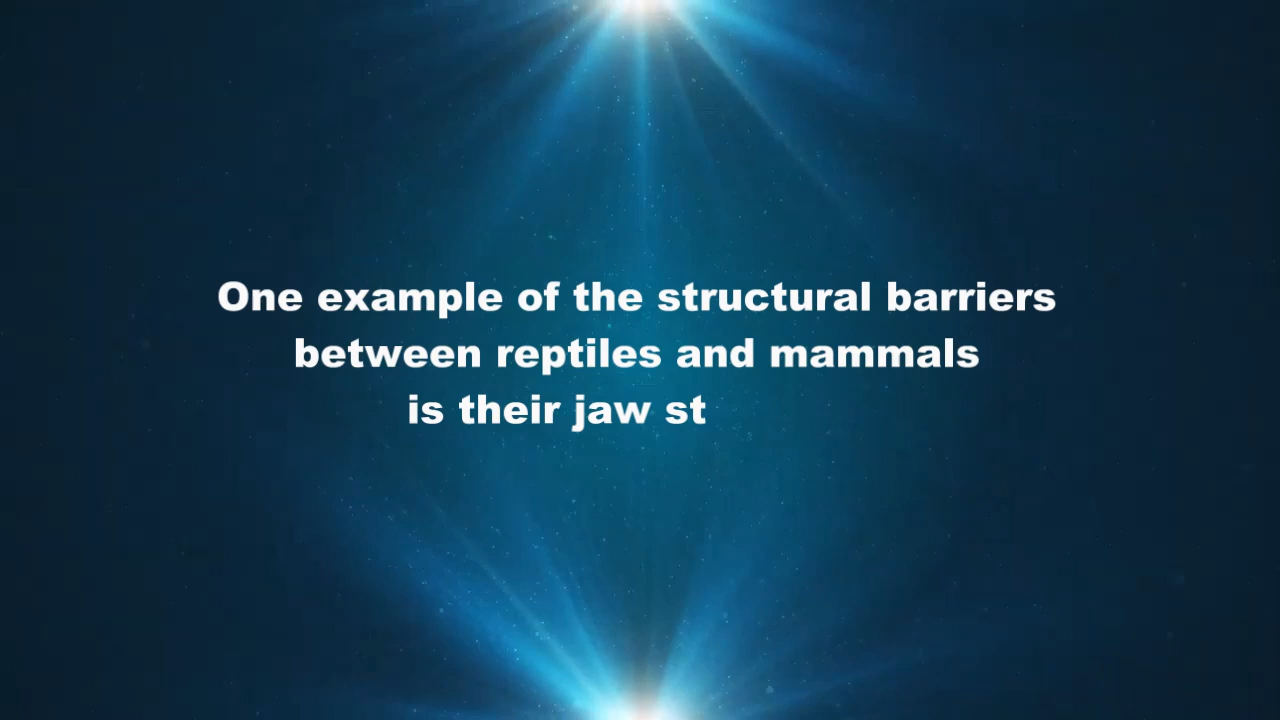 One example of the structural barriers
between reptiles and mammals
is their jaw st